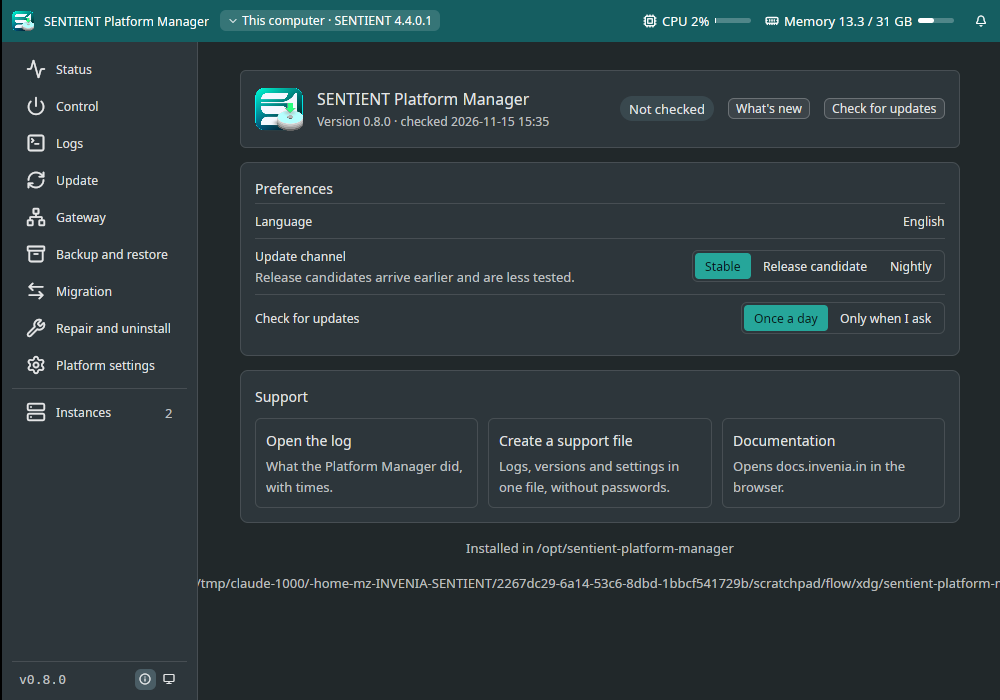 SENTIENT Platform Manager
This computer · SENTIENT 4.4.0.1
CPU 2%
Memory 13.3 / 31 GB
Status
Control
Logs
Update
Gateway
Backup and restore
Migration
Repair and uninstall
Platform settings
Instances 2
SENTIENT Platform Manager
Version 0.8.0 · checked 2026-11-15 15:35
Not checked
What's new
Check for updates
Preferences
Language English
Update channel
Release candidates arrive earlier and are less tested.
Stable Release candidate Nightly
Check for updates
Once a day Only when I ask
Support
Open the log
What the Platform Manager did,
with times.
Create a support file
Logs, versions and settings in
one file, without passwords.
Documentation
Opens docs.invenia.in in the
browser.
Installed in /opt/sentient-platform-manager
/tmp/claude-1000/-home-mz-INVENIA-SENTIENT/2267dc29-6a14-53c6-8dbd-1bbcf541729b/scratchpad/flow/xdg/sentient-platform-
v0.8.0